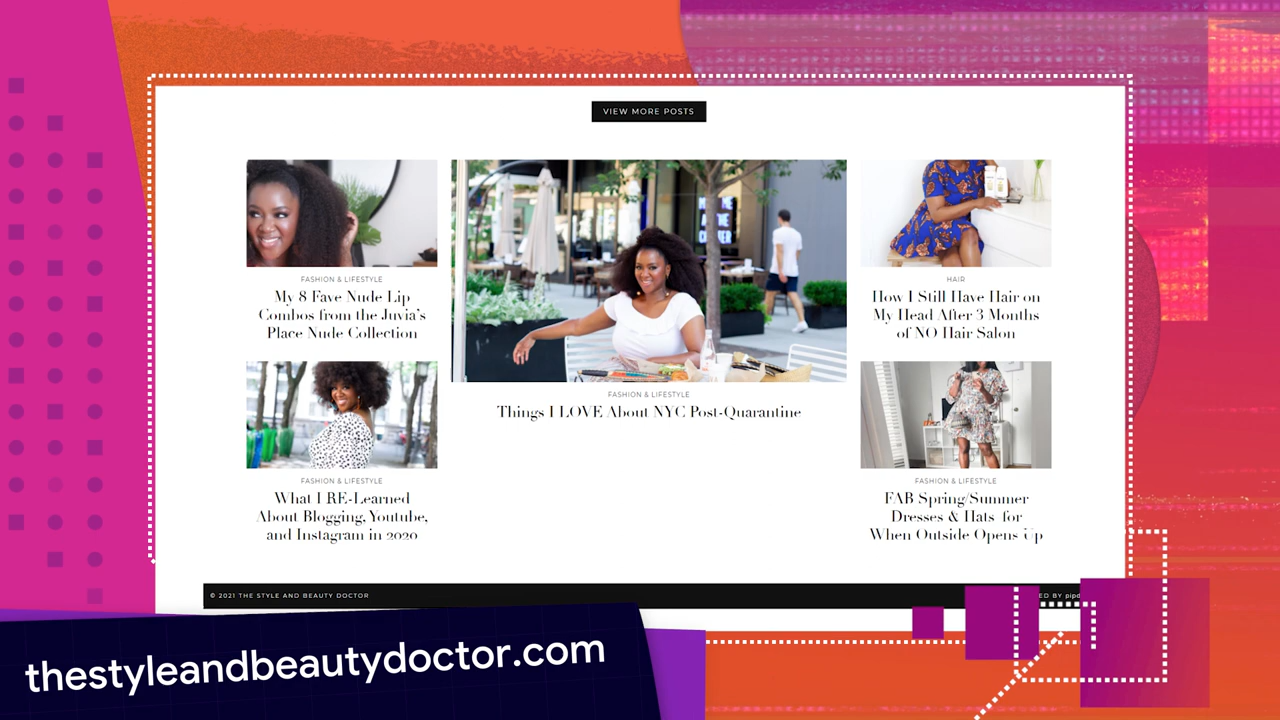 VIEW MORE POSTS
FASHION & LIFESTYLE
My 8 Fave Nude Lip
Combos from the Juvia's
Place Nude Collection
FASHION & LIFESTYLE
What I RE-Learned
About Blogging, Youtube,
and Instagram in 2020
FASHION & LIFESTYLE
Things I LOVE About NYC Post-Quarantine
HAIR
How I Still Have Hair on
My Head After 3 Months
of NO Hair Salon
FASHION & LIFESTYLE
FAB Spring/Summer
Dresses & Hats for
When Outside Opens Up
© 2021 THE STYLE AND BEAUTY DOCTOR
BY
thestyleandbeautydoctor.com